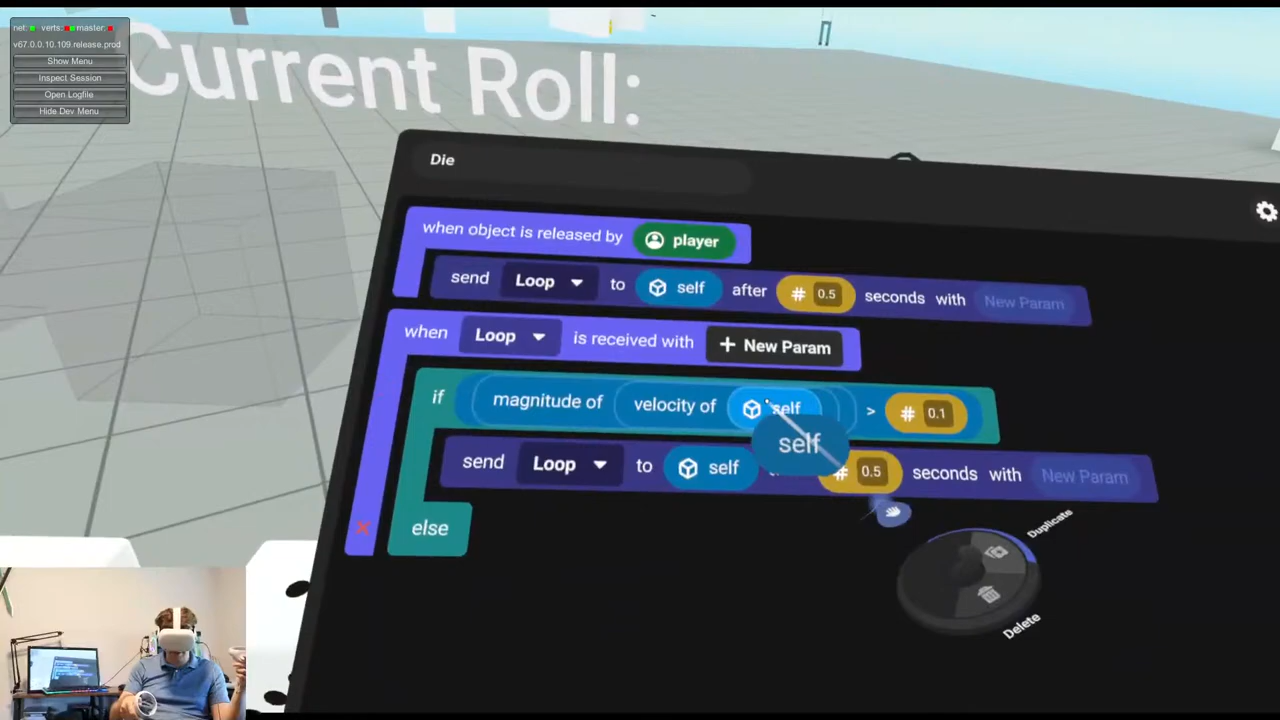 net: verts: master:
v67.0.0.10.109.release.prod
Show Menu
Inspect Session
Open Logfile
Hide Dev Menu
Current Roll:
Die
when object is released by player
send Loop to self after # 0.5 seconds with New Param
when Loop is received with + New Param
if magnitude of velocity of self > # 0.1
self
send Loop to self # 0.5 seconds with New Param
else
Duplicate
Delete